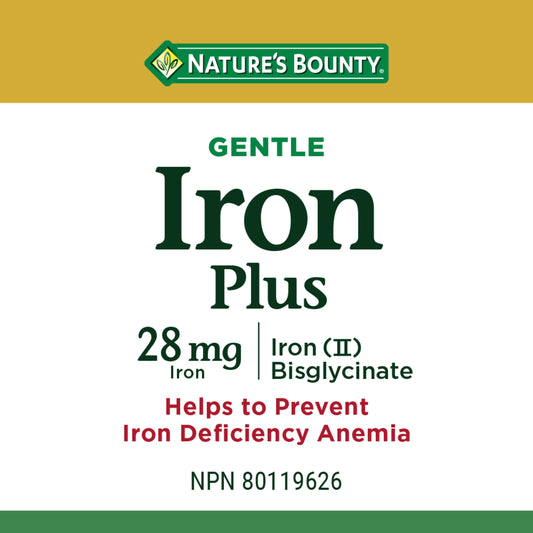 NATURE'S BOUNTY®
GENTLE
Iron
Plus
28 mg
Iron
Iron (II)
Bisglycinate
Helps to Prevent
Iron Deficiency Anemia
NPN 80119626